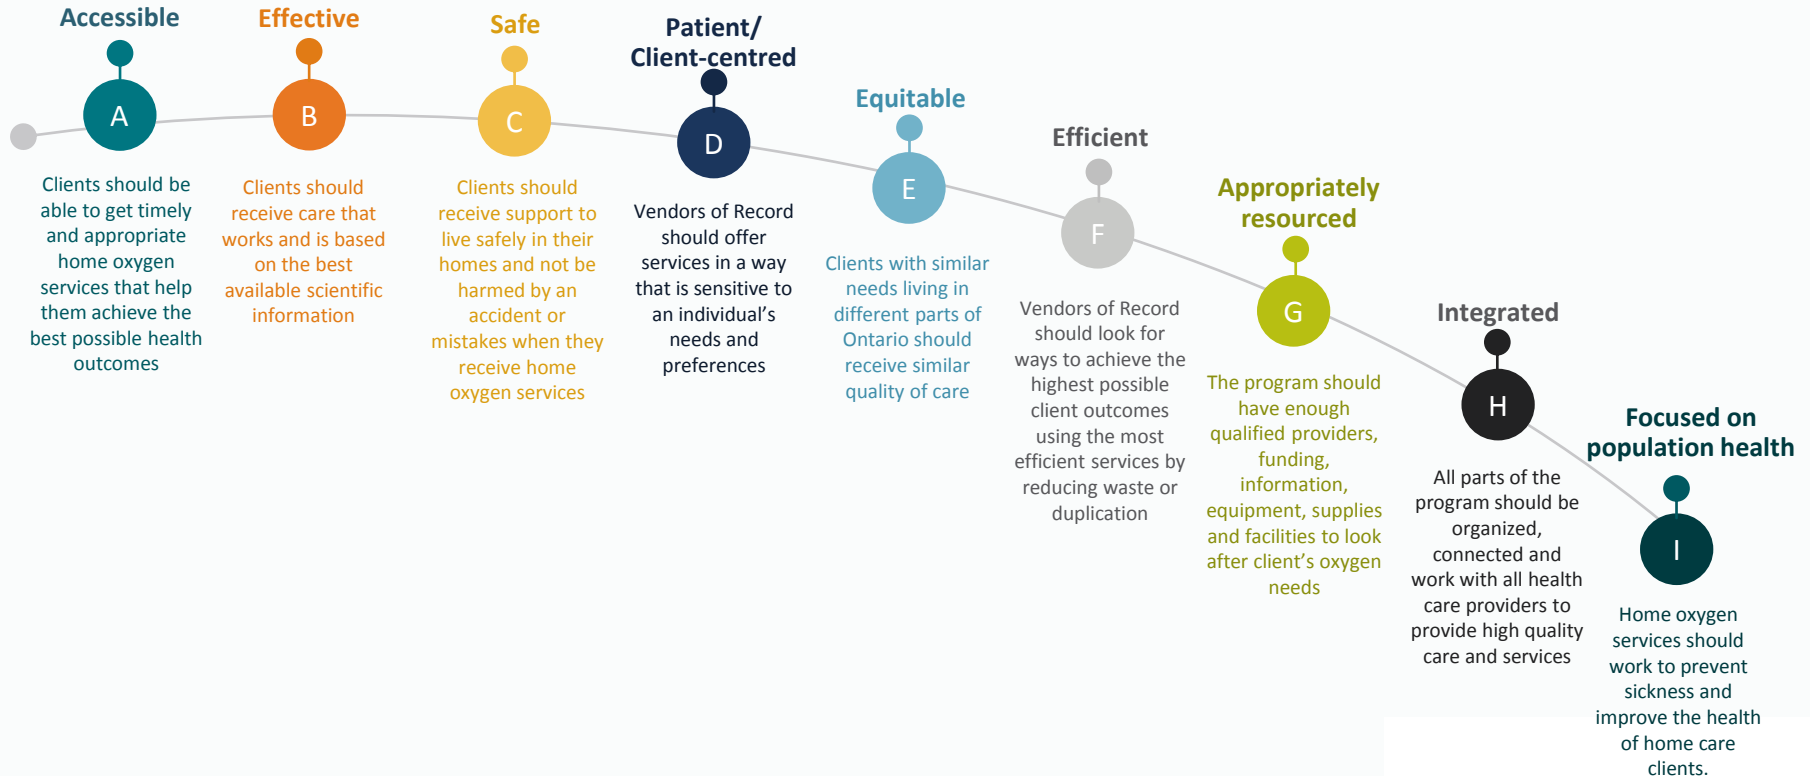 Accessible
A
Clients should be
able to get timely
and appropriate
home oxygen
services that help
them achieve the
best possible health
outcomes
Effective
B
Clients should
receive care that
works and is based
on the best
available scientific
information
Safe
C
Clients should
receive support to
live safely in their
homes and not be
harmed by an
accident or
mistakes when they
receive home
oxygen services
Patient/
Client-centred
D
Vendors of Record
should offer
services in a way
that is sensitive to
an individual's
needs and
preferences
Equitable
E
Clients with similar
needs living in
different parts of
Ontario should
receive similar
quality of care
Efficient
F
Vendors of Record
should look for
ways to achieve the
highest possible
client outcomes
using the most
efficient services by
reducing waste or
duplication
Appropriately
resourced
G
The program should
have enough
qualified providers,
funding,
information,
equipment, supplies
and facilities to look
after client's oxygen
needs
Integrated
H
All parts of the
program should be
organized,
connected and
work with all health
care providers to
provide high quality
care and services
Focused on
population health
I
Home oxygen
services should
work to prevent
sickness and
improve the health
of home care
clients.